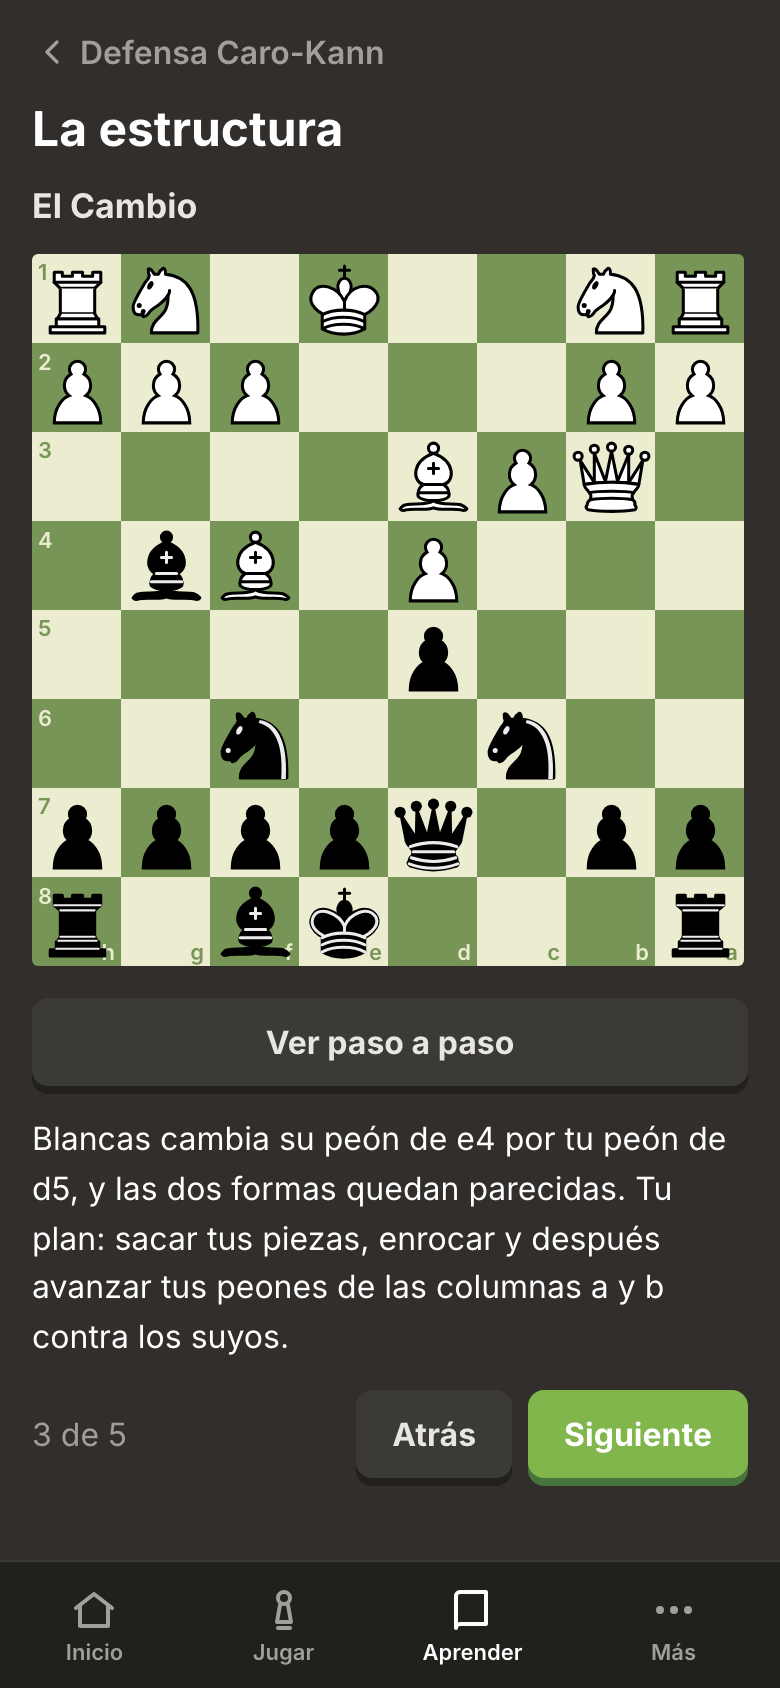 Defensa Caro-Kann
La estructura
El Cambio
1
2
3
4
5
6
7
8
h g f e d c b a
Ver paso a paso
Blancas cambia su peón de e4 por tu peón de
d5, y las dos formas quedan parecidas. Tu
plan: sacar tus piezas, enrocar y después
avanzar tus peones de las columnas a y b
contra los suyos.
3 de 5
Atrás
Siguiente
Inicio
Jugar
Aprender
Más